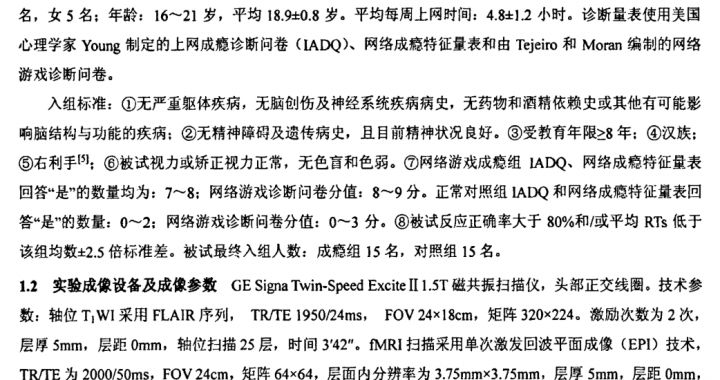 名，女 5 名；年龄：16～21 岁，平均 18.9±0.8 岁。平均每周上网时间：4.8±1.2 小时。诊断量表使用美国
心理学家 Young 制定的上网成瘾诊断问卷（IADQ）、网络成瘾特征量表和由 Tejeiro 和 Moran 编制的网络
游戏诊断问卷。
入组标准：①无严重躯体疾病，无脑创伤及神经系统疾病病史，无药物和酒精依赖史或其他有可能影
响脑结构与功能的疾病；②无精神障碍及遗传病史，且目前精神状况良好。③受教育年限≥8 年；④汉族；
⑤右利手[5]；⑥被试视力或矫正视力正常，无色盲和色弱。⑦网络游戏成瘾组 IADQ、网络成瘾特征量表
回答“是”的数量均为：7～8；网络游戏诊断问卷分值：8～9 分。正常对照组 IADQ 和网络成瘾特征量表回
答“是”的数量：0～2；网络游戏诊断问卷分值：0～3 分。⑧被试反应正确率大于 80%和/或平均 RTs 低于
该组均数±2.5 倍标准差。被试最终入组人数：成瘾组 15 名，对照组 15 名。
1.2 实验成像设备及成像参数 GE Signa Twin-Speed Excite Ⅱ 1.5T 磁共振扫描仪，头部正交线圈。技术参
数：轴位 T₁WI 采用 FLAIR 序列， TR/TE 1950/24ms， FOV 24×18cm，矩阵 320×224。激励次数为 2 次，
层厚 5mm，层距 0mm，轴位扫描 25 层，时间 3′42″。fMRI 扫描采用单次激发回波平面成像（EPI）技术，
TR/TE 为 2000/50ms，FOV 24cm，矩阵 64×64，层面内分辨率为 3.75mm×3.75mm，层厚 5mm，层距 0mm，